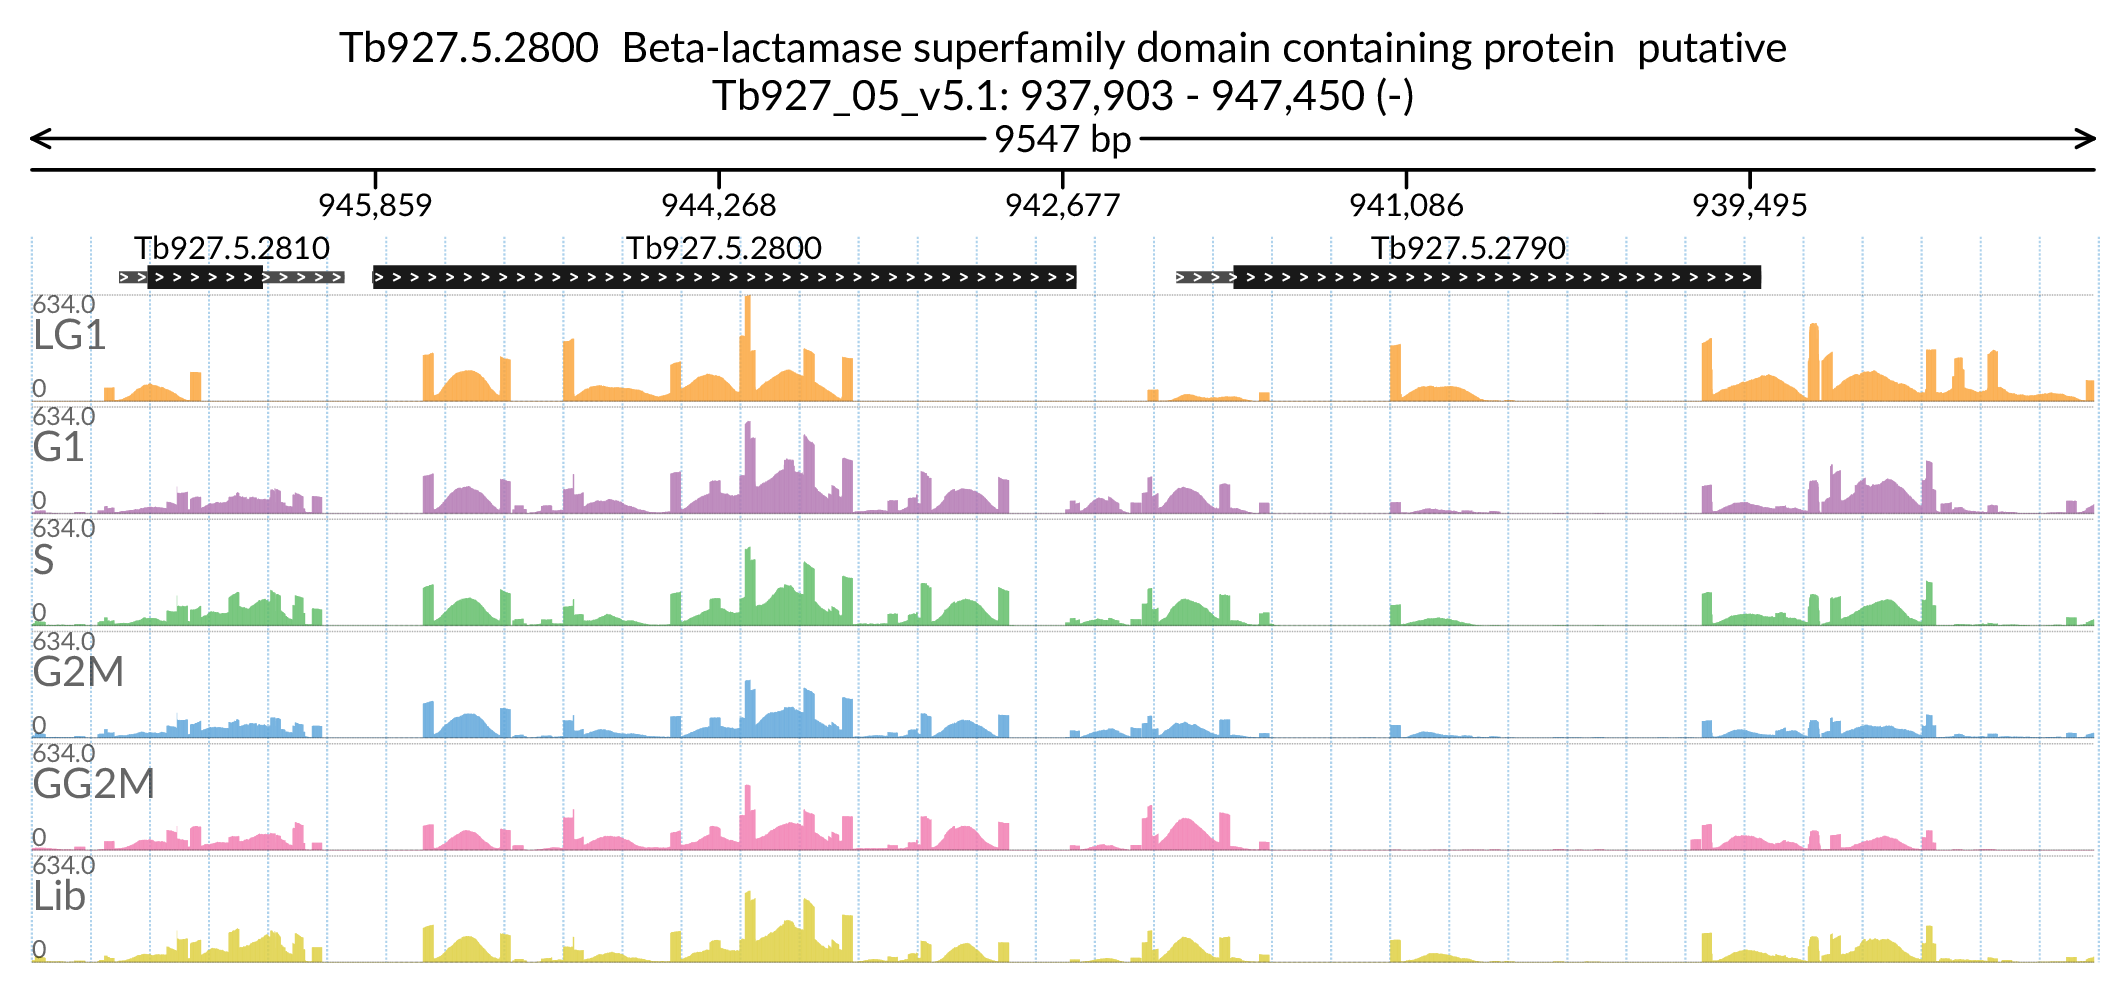 Tb927.5.2800  Beta-lactamase superfamily domain containing protein  putative
Tb927_05_v5.1: 937,903 - 947,450 (-)
9547 bp
945,859 944,268 942,677 941,086 939,495
Tb927.5.2810 Tb927.5.2800 Tb927.5.2790
634.0
LG1
0
634.0
G1
0
634.0
S
0
634.0
G2M
0
634.0
GG2M
0
634.0
Lib
0